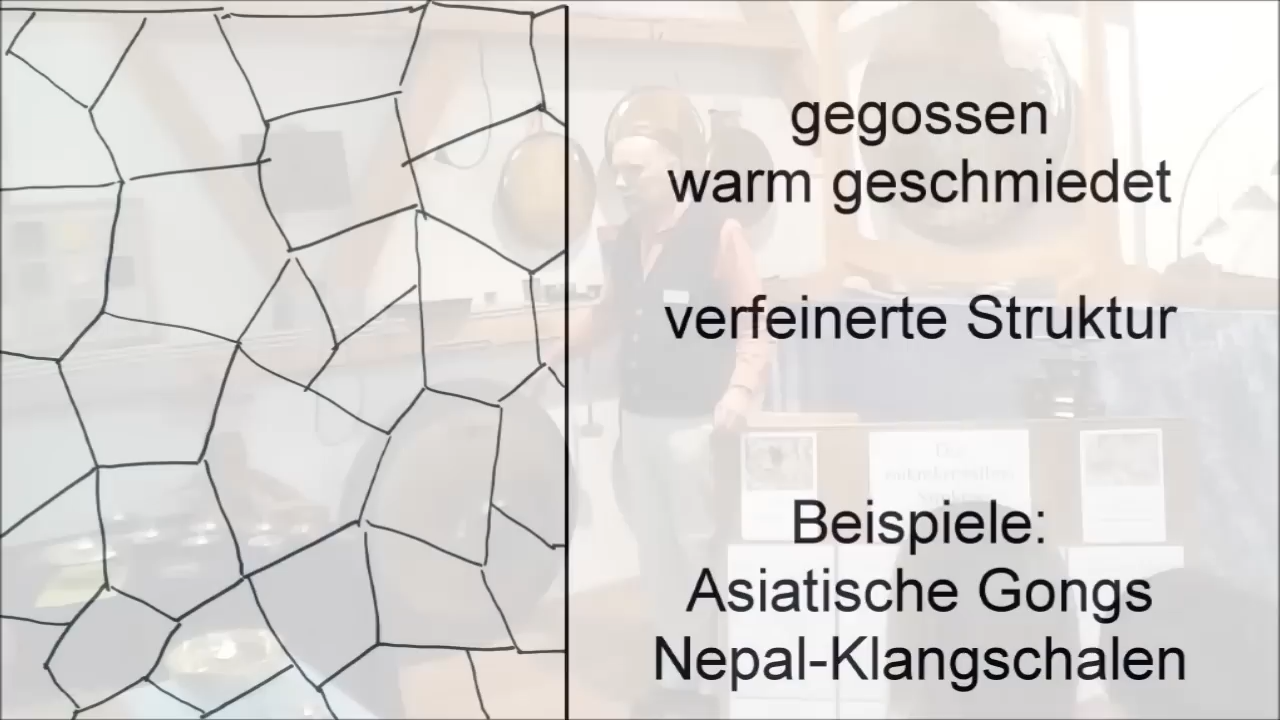 gegossen
warm geschmiedet
verfeinerte Struktur
Beispiele:
Asiatische Gongs
Nepal-Klangschalen